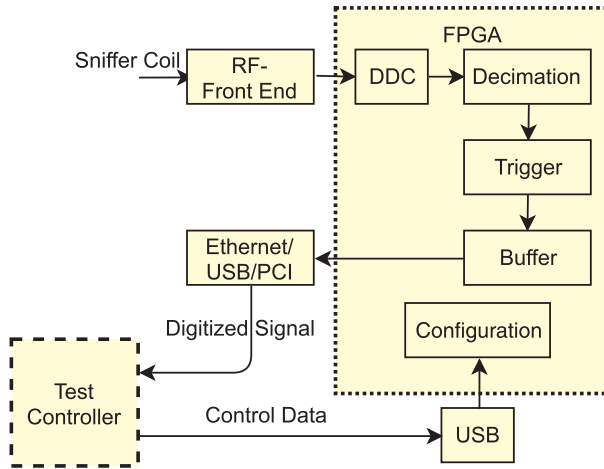 FPGA
Sniffer Coil
RF-
Front End
DDC
Decimation
Trigger
Ethernet/
USB/PCI
Buffer
Digitized Signal
Configuration
Test
Controller
Control Data
USB